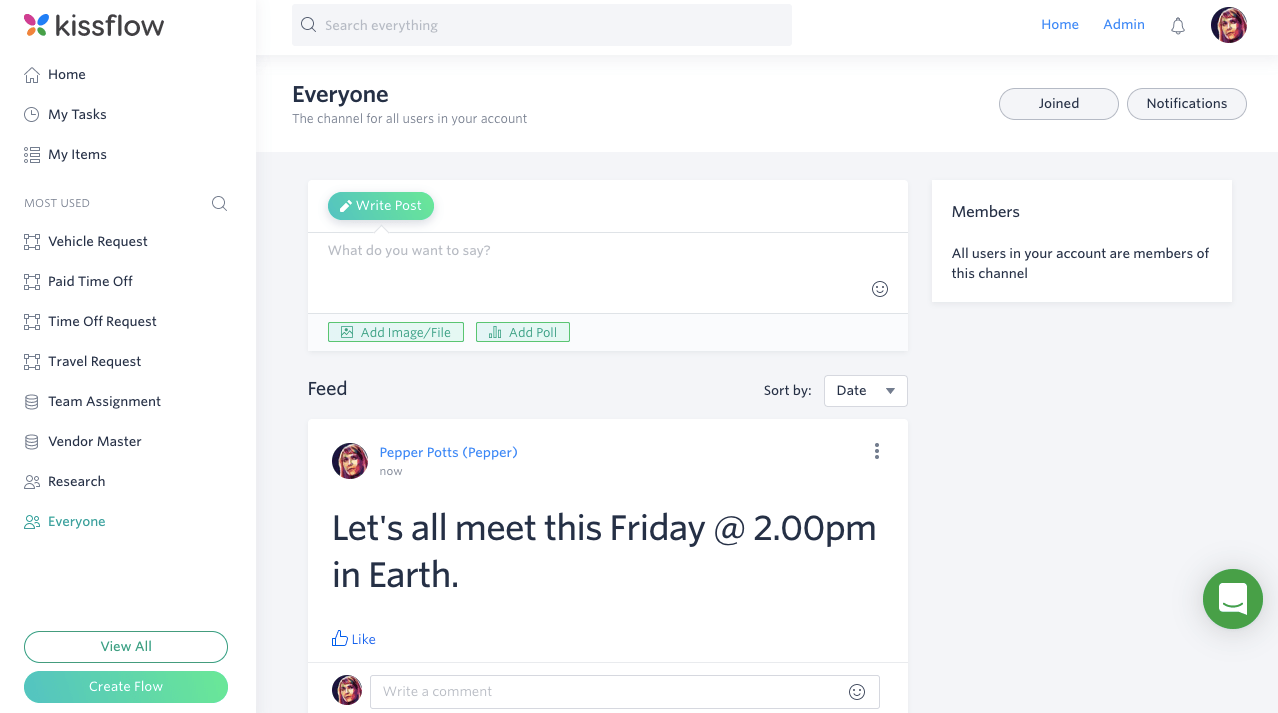 kissflow
Search everything
Home
Admin
Home
My Tasks
My Items
MOST USED
Vehicle Request
Paid Time Off
Time Off Request
Travel Request
Team Assignment
Vendor Master
Research
Everyone
View All
Create Flow
Everyone
The channel for all users in your account
Joined
Notifications
Write Post
What do you want to say?
Add Image/File
Add Poll
Feed
Sort by:
Date
Pepper Potts (Pepper)
now
Let's all meet this Friday @ 2.00pm
in Earth.
Like
Write a comment
Members
All users in your account are members of
this channel